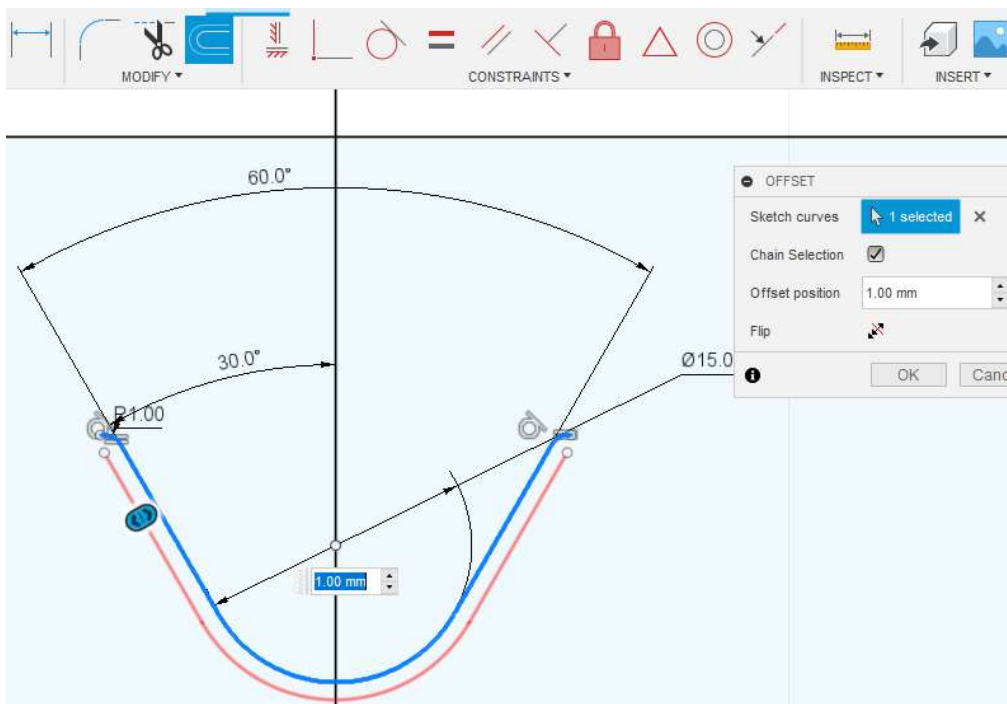 MODIFY ▼
CONSTRAINTS ▼
INSPECT ▼
INSERT ▼
60.0°
OFFSET
Sketch curves
1 selected
Chain Selection
Offset position
1.00 mm
Flip
30.0°
Ø15.0
OK
Canc
R1.00
1.00 mm